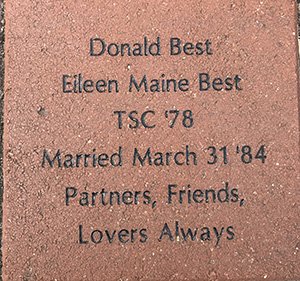 Donald Best
Eileen Maine Best
TSC '78
Married March 31 '84
Partners, Friends,
Lovers Always